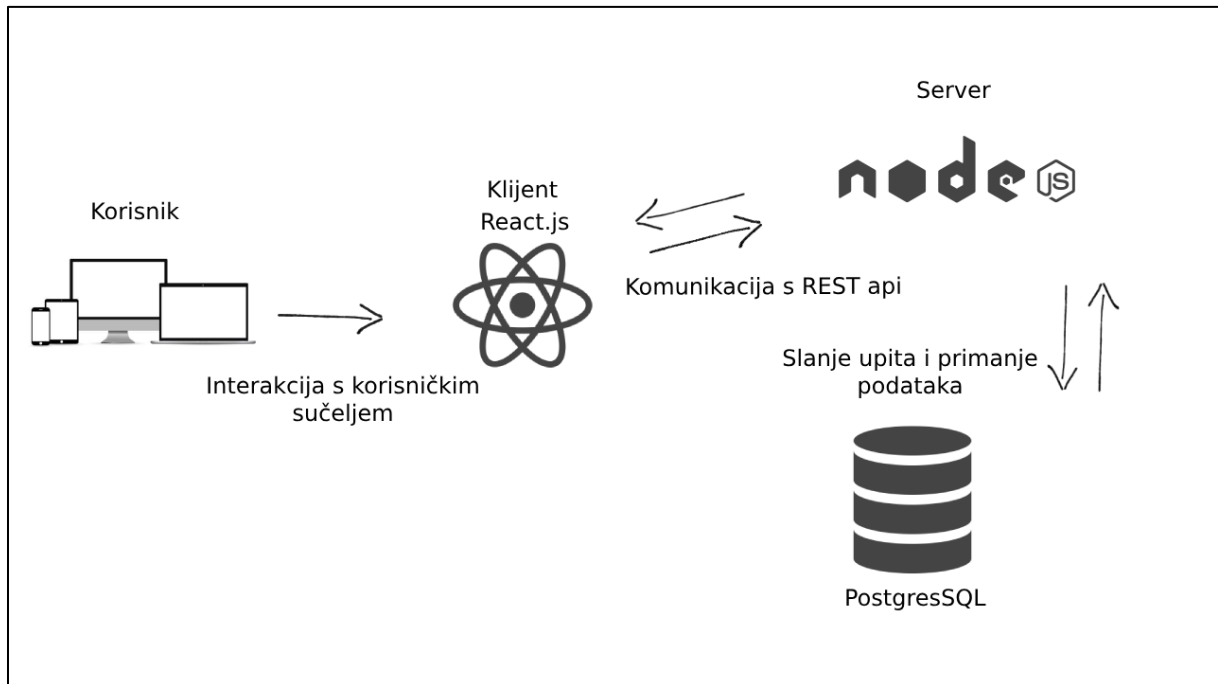 Korisnik
Interakcija s korisničkim
sučeljem
Klijent
React.js
Komunikacija s REST api
Server
node
JS
Slanje upita i primanje
podataka
PostgresSQL